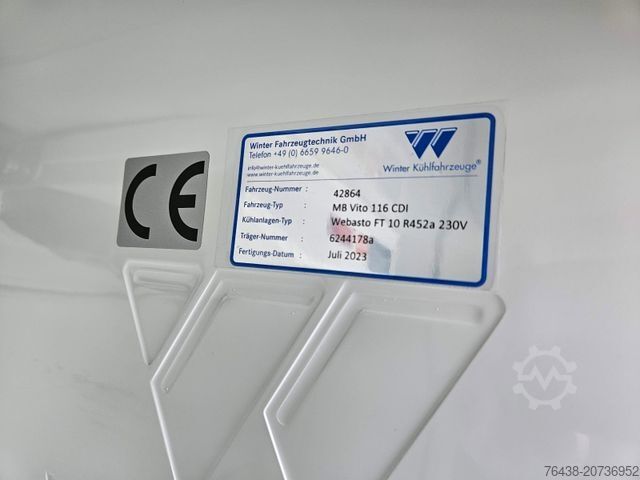 CE
Winter Fahrzeugtechnik GmbH
Telefon +49 (0) 6659 9646-0
info@winter-kuehlfahrzeuge.de
www.winter-kuehlfahrzeuge.de
Winter Kühlfahrzeuge®
Fahrzeug-Nummer : 42864
Fahrzeug-Typ : MB Vito 116 CDI
Kühlanlagen-Typ : Webasto FT 10 R452a 230V
Träger-Nummer : 6244178a
Fertigungs-Datum : Juli 2023
76438-20736952